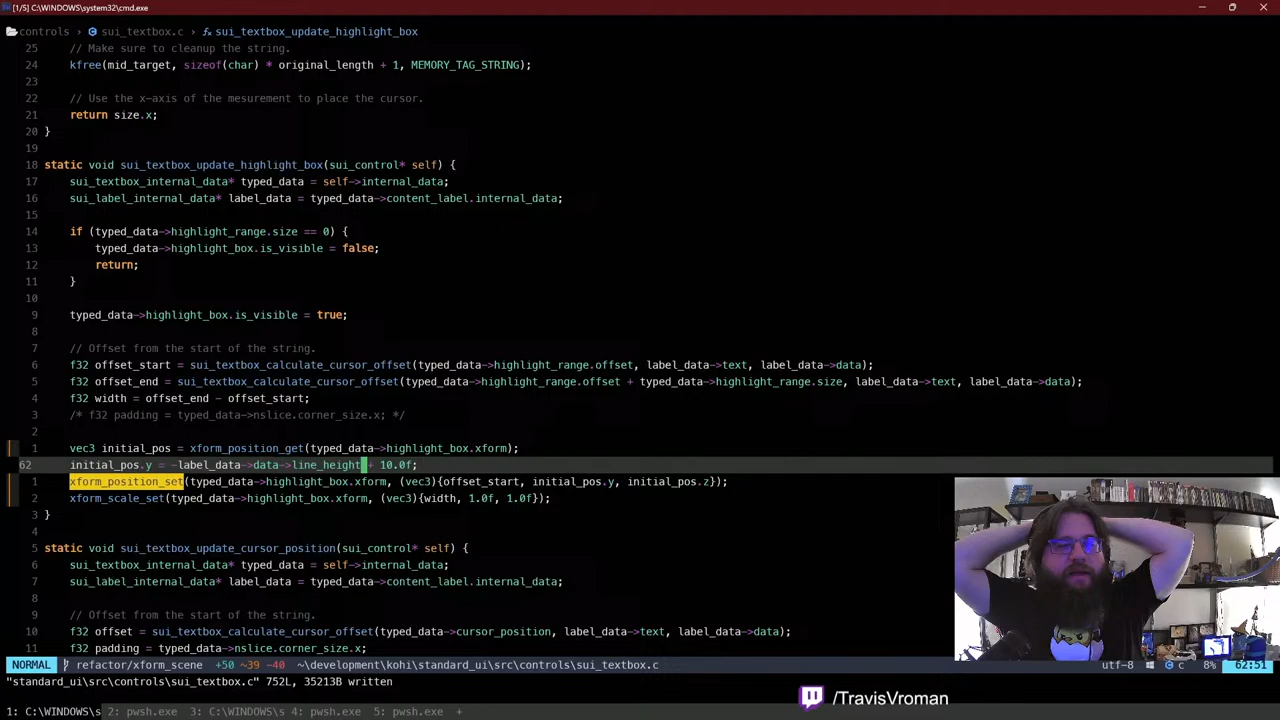 [1/5] C:\WINDOWS\system32\cmd.exe
controls > sui_textbox.c > sui_textbox_update_highlight_box
25 // Make sure to cleanup the string.
24 kfree(mid_target, sizeof(char) * original_length + 1, MEMORY_TAG_STRING);
23
22 // Use the x-axis of the mesurement to place the cursor.
21 return size.x;
20 }
19
18 static void sui_textbox_update_highlight_box(sui_control* self) {
17 sui_textbox_internal_data* typed_data = self->internal_data;
16 sui_label_internal_data* label_data = typed_data->content_label.internal_data;
15
14 if (typed_data->highlight_range.size == 0) {
13 typed_data->highlight_box.is_visible = false;
12 return;
11 }
10
9 typed_data->highlight_box.is_visible = true;
8
7 // Offset from the start of the string.
6 f32 offset_start = sui_textbox_calculate_cursor_offset(typed_data->highlight_range.offset, label_data->text, label_data->data);
5 f32 offset_end = sui_textbox_calculate_cursor_offset(typed_data->highlight_range.offset + typed_data->highlight_range.size, label_data->text, label_data->data);
4 f32 width = offset_end - offset_start;
3 /* f32 padding = typed_data->nslice.corner_size.x; */
2
1 vec3 initial_pos = xform_position_get(typed_data->highlight_box.xform);
62 initial_pos.y = -label_data->data->line_height + 10.0f;
1 xform_position_set(typed_data->highlight_box.xform, (vec3){offset_start, initial_pos.y, initial_pos.z});
2 xform_scale_set(typed_data->highlight_box.xform, (vec3){width, 1.0f, 1.0f});
3 }
4
5 static void sui_textbox_update_cursor_position(sui_control* self) {
6 sui_textbox_internal_data* typed_data = self->internal_data;
7 sui_label_internal_data* label_data = typed_data->content_label.internal_data;
8
9 // Offset from the start of the string.
10 f32 offset = sui_textbox_calculate_cursor_offset(typed_data->cursor_position, label_data->text, label_data->data);
11 f32 padding = typed_data->nslice.corner_size.x;
NORMAL refactor/xform_scene +50 ~39 -40 ~\development\kohi\standard_ui\src\controls\sui_textbox.c utf-8 c 8% 62:51
"standard_ui\src\controls\sui_textbox.c" 752L, 35213B written
/TravisVroman
1: C:\WINDOWS\s 2: pwsh.exe 3: C:\WINDOWS\s 4: pwsh.exe 5: pwsh.exe +